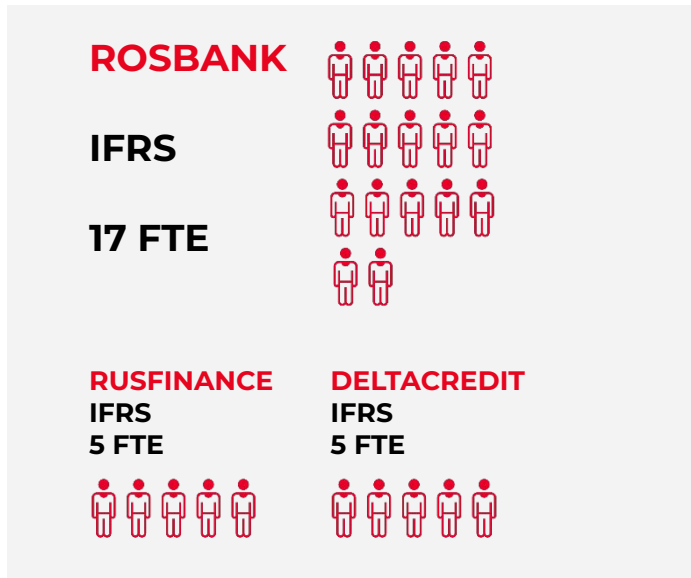 ROSBANK
IFRS
17 FTE
RUSFINANCE
IFRS
5 FTE
DELTACREDIT
IFRS
5 FTE